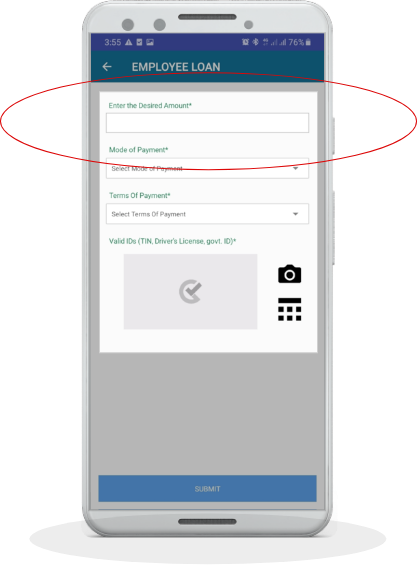 3:55 76%
EMPLOYEE LOAN
Enter the Desired Amount*
Mode of Payment*
Select Mode of Payment
Terms Of Payment*
Select Terms Of Payment
Valid IDs (TIN, Driver's License, govt. ID)*
SUBMIT